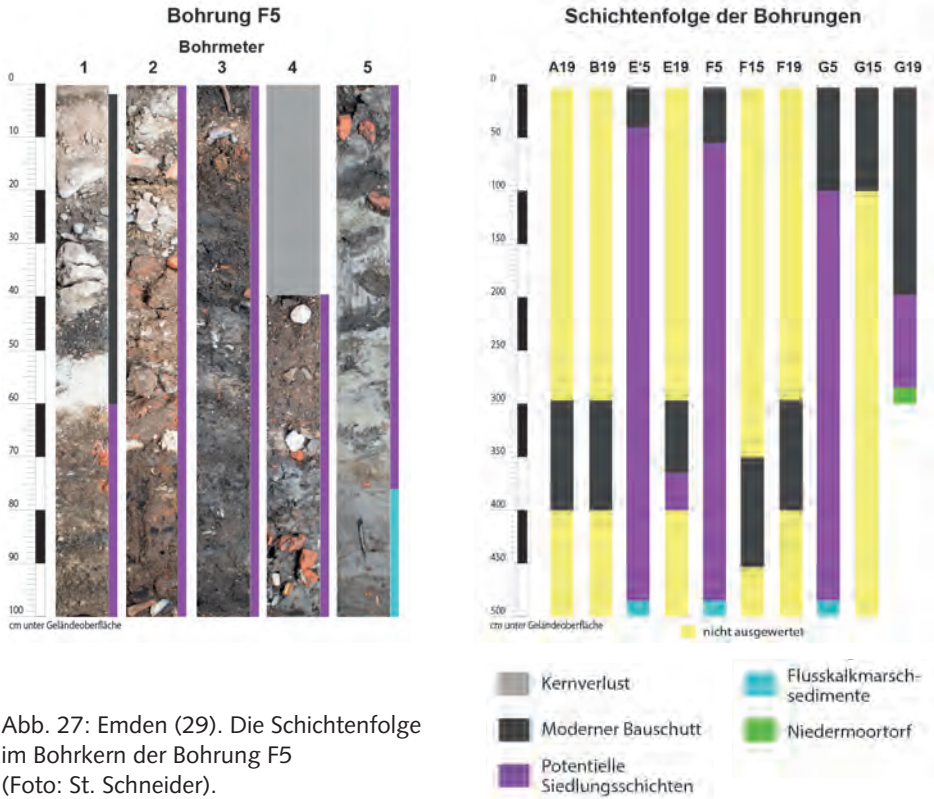 Bohrung F5
Bohrmeter
1 2 3 4 5
0
10
20
30
40
50
60
70
80
90
100
cm unter Geländeoberfläche
Schichtenfolge der Bohrungen
A19 B19 E'5 E19 F5 F15 F19 G5 G15 G19
0
50
100
150
200
250
300
350
400
450
500
cm unter Geländeoberfläche
nicht ausgewertet
Kernverlust
Moderner Bauschutt
Potentielle
Siedlungsschichten
Flusskalkmarsch-
sedimente
Niedermoortorf
Abb. 27: Emden (29). Die Schichtenfolge
im Bohrkern der Bohrung F5
(Foto: St. Schneider).